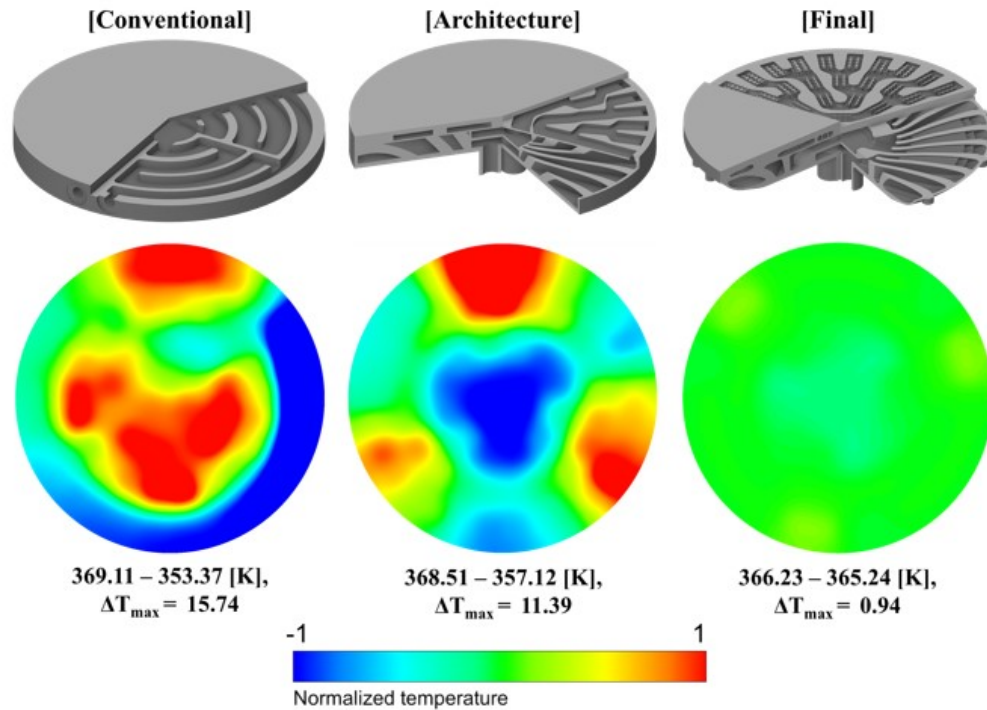 [Conventional]
[Architecture]
[Final]
369.11 – 353.37 [K],
ΔTmax = 15.74
368.51 – 357.12 [K],
ΔTmax = 11.39
366.23 – 365.24 [K],
ΔTmax = 0.94
-1
1
Normalized temperature